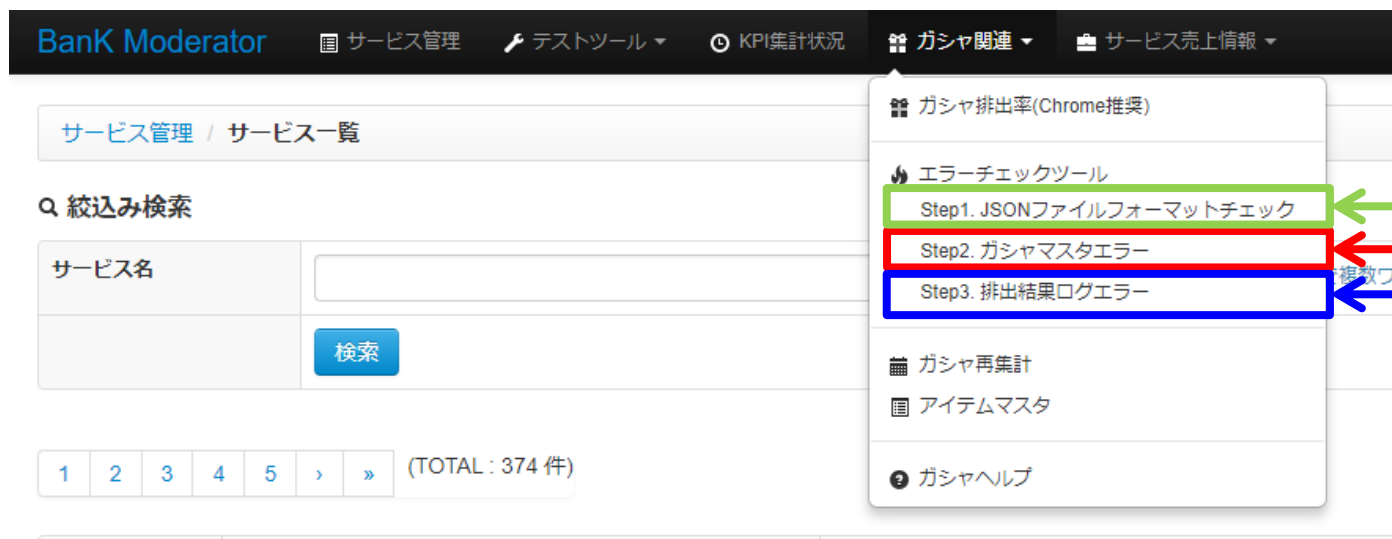 BanK Moderator サービス管理 テストツール KPI集計状況 ガシャ関連 サービス売上情報
ガシャ排出率(Chrome推奨)
サービス管理 / サービス一覧
エラーチェックツール
絞込み検索
Step1. JSONファイルフォーマットチェック
Step2. ガシャマスタエラー
サービス名
複数ワ
Step3. 排出結果ログエラー
検索
ガシャ再集計
アイテムマスタ
1 2 3 4 5 › » (TOTAL : 374 件)
ガシャヘルプ